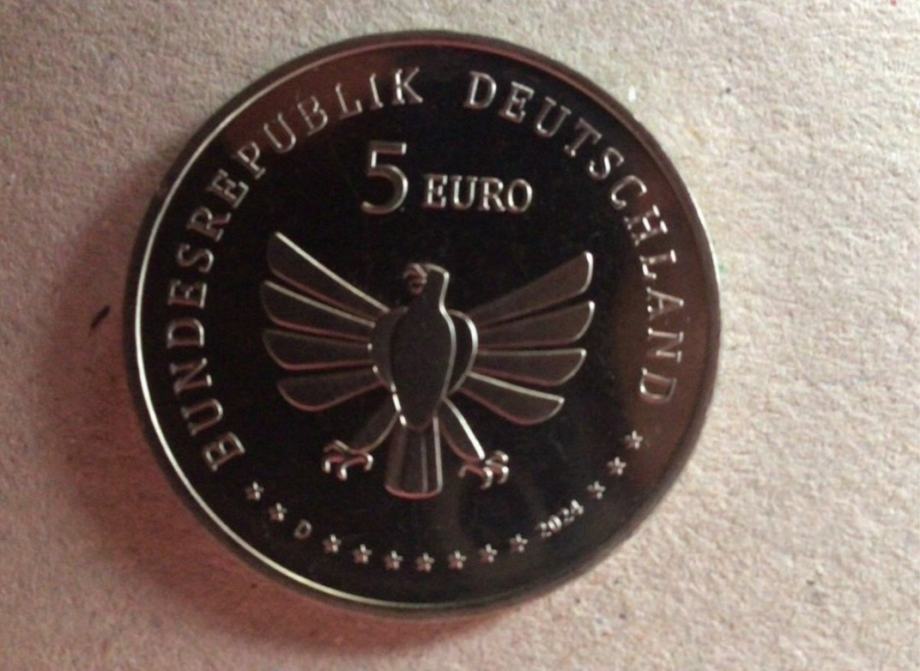 BUNDESREPUBLIK DEUTSCHLAND
5 EURO
D
2024